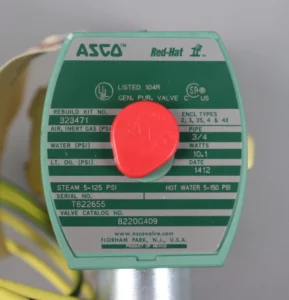 ASCO™ Red-Hat II®
LISTED 104R
GEN. PUR. VALVE
UL SP®
REBUILD KIT NO. ENCL TYPES
323471 2, 3, 3S, 4 & 4X
AIR, INERT GAS (PSI) PIPE
3/4
WATER (PSI) WATTS
10.1
LT. OIL (PSI) DATE
1412
STEAM 5-125 PSI HOT WATER 5-150 PSI
SERIAL NO.
T822655
VALVE CATALOG NO.
8220G409
www.ascovalve.com
FLORHAM PARK, N.J., U.S.A.